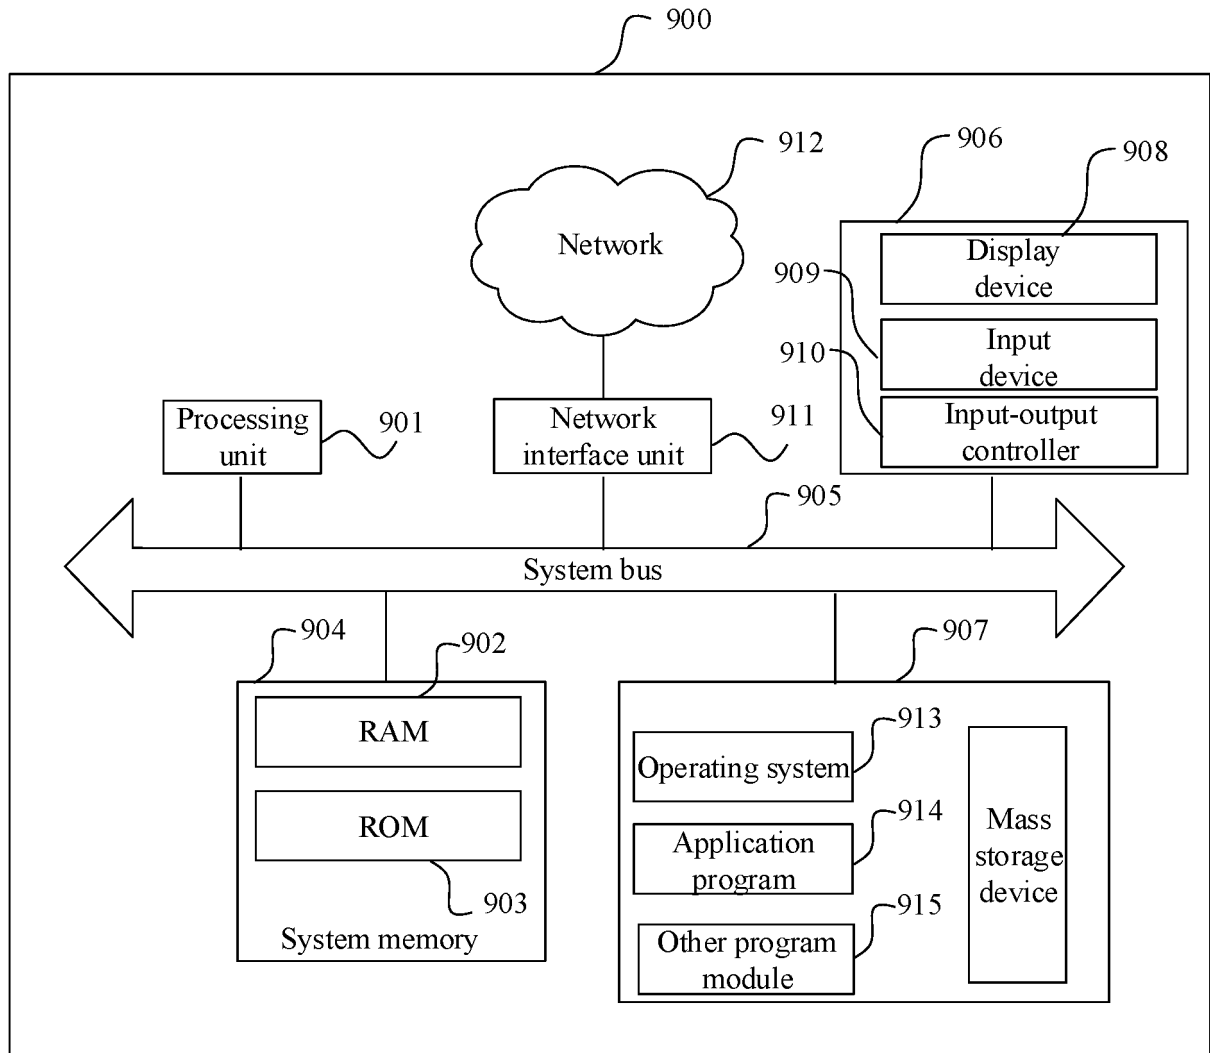 900
912
906
908
Network
Display
device
909
910
Input
device
Processing
unit
901
Network
interface unit
911
Input-output
controller
905
System bus
904
902
907
RAM
913
Operating system
ROM
914
Application
program
Mass
storage
device
903
915
System memory
Other program
module